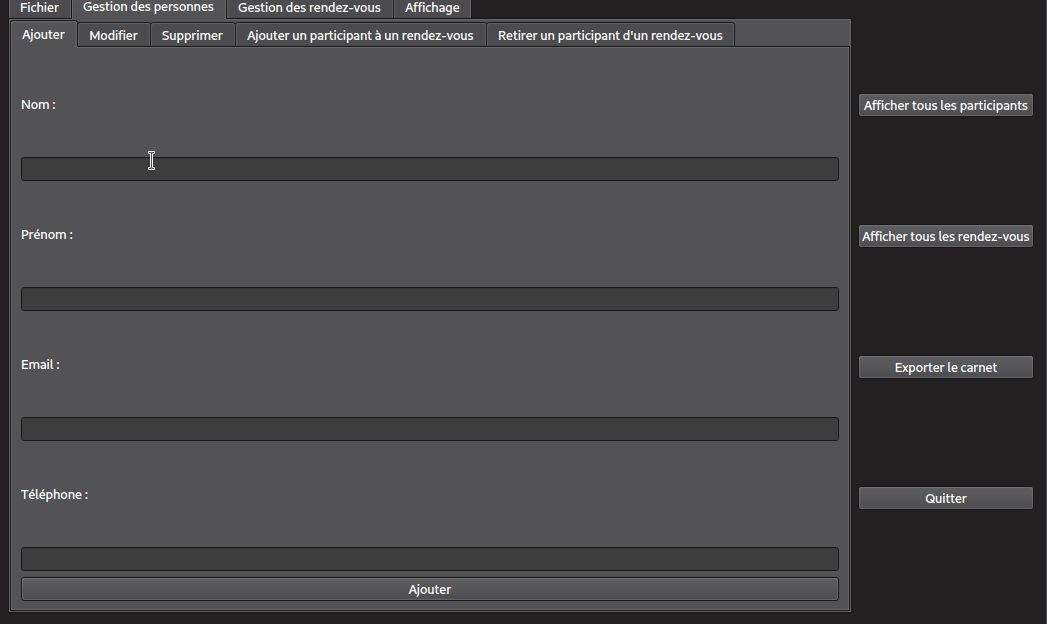 Fichier Gestion des personnes Gestion des rendez-vous Affichage
Ajouter Modifier Supprimer Ajouter un participant à un rendez-vous Retirer un participant d'un rendez-vous
Nom :
Afficher tous les participants
Prénom :
Afficher tous les rendez-vous
Email :
Exporter le carnet
Téléphone :
Quitter
Ajouter